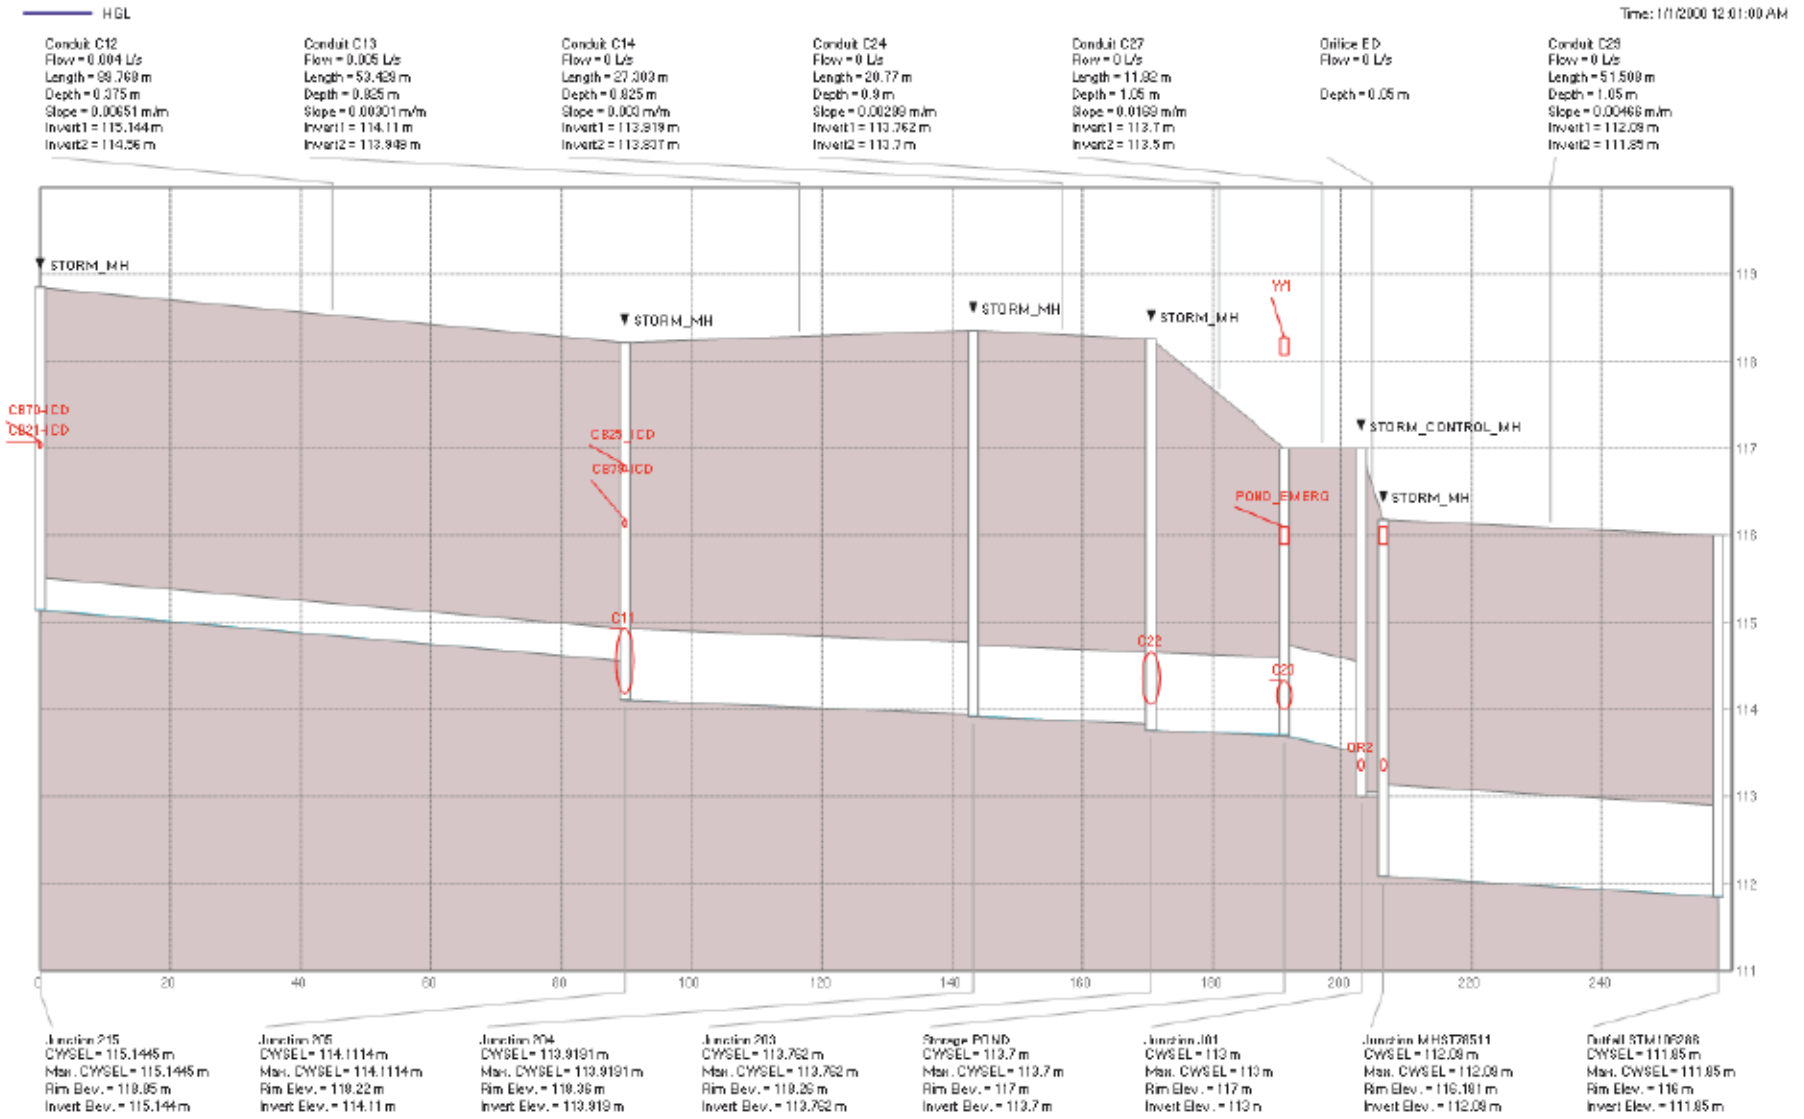 HGL
Time: 1/1/2000 12:01:00 AM
Conduit C12
Flow = 0.004 L/s
Length = 89.769 m
Depth = 0.375 m
Slope = 0.00651 m/m
Invert1 = 115.144 m
Invert2 = 114.56 m
Conduit C13
Flow = 0.005 L/s
Length = 53.429 m
Depth = 0.825 m
Slope = 0.00301 m/m
Invert1 = 114.11 m
Invert2 = 113.949 m
Conduit C14
Flow = 0 L/s
Length = 27.303 m
Depth = 0.825 m
Slope = 0.003 m/m
Invert1 = 113.919 m
Invert2 = 113.837 m
Conduit C24
Flow = 0 L/s
Length = 20.77 m
Depth = 0.9 m
Slope = 0.00299 m/m
Invert1 = 113.762 m
Invert2 = 113.7 m
Conduit C27
Flow = 0 L/s
Length = 11.82 m
Depth = 1.05 m
Slope = 0.0169 m/m
Invert1 = 113.7 m
Invert2 = 113.5 m
Orifice ED
Flow = 0 L/s
Depth = 0.05 m
Conduit C29
Flow = 0 L/s
Length = 51.509 m
Depth = 1.05 m
Slope = 0.00466 m/m
Invert1 = 112.09 m
Invert2 = 111.85 m
STORM_MH
STORM_MH
STORM_MH
STORM_MH
W1
STORM_CONTROL_MH
STORM_MH
CB70-ICD
CB21-ICD
CB25_ICD
CB79-ICD
POND_EMERG
C11
C22
C23
OR2
119
118
117
116
115
114
113
112
111
0
20
40
60
80
100
120
140
160
180
200
220
240
Junction 215
CWSEL = 115.1445 m
Max. CWSEL = 115.1445 m
Rim Elev. = 118.85 m
Invert Elev. = 115.144 m
Junction 205
CWSEL = 114.1114 m
Max. CWSEL = 114.1114 m
Rim Elev. = 118.22 m
Invert Elev. = 114.11 m
Junction 204
CWSEL = 113.9191 m
Max. CWSEL = 113.9191 m
Rim Elev. = 118.36 m
Invert Elev. = 113.919 m
Junction 203
CWSEL = 113.762 m
Max. CWSEL = 113.762 m
Rim Elev. = 118.26 m
Invert Elev. = 113.762 m
Storage POND
CWSEL = 113.7 m
Max. CWSEL = 113.7 m
Rim Elev. = 117 m
Invert Elev. = 113.7 m
Junction J01
CWSEL = 113 m
Max. CWSEL = 113 m
Rim Elev. = 117 m
Invert Elev. = 113 m
Junction MHST78511
CWSEL = 112.09 m
Max. CWSEL = 112.09 m
Rim Elev. = 116.181 m
Invert Elev. = 112.09 m
Outfall STM106286
CWSEL = 111.85 m
Max. CWSEL = 111.85 m
Rim Elev. = 116 m
Invert Elev. = 111.85 m